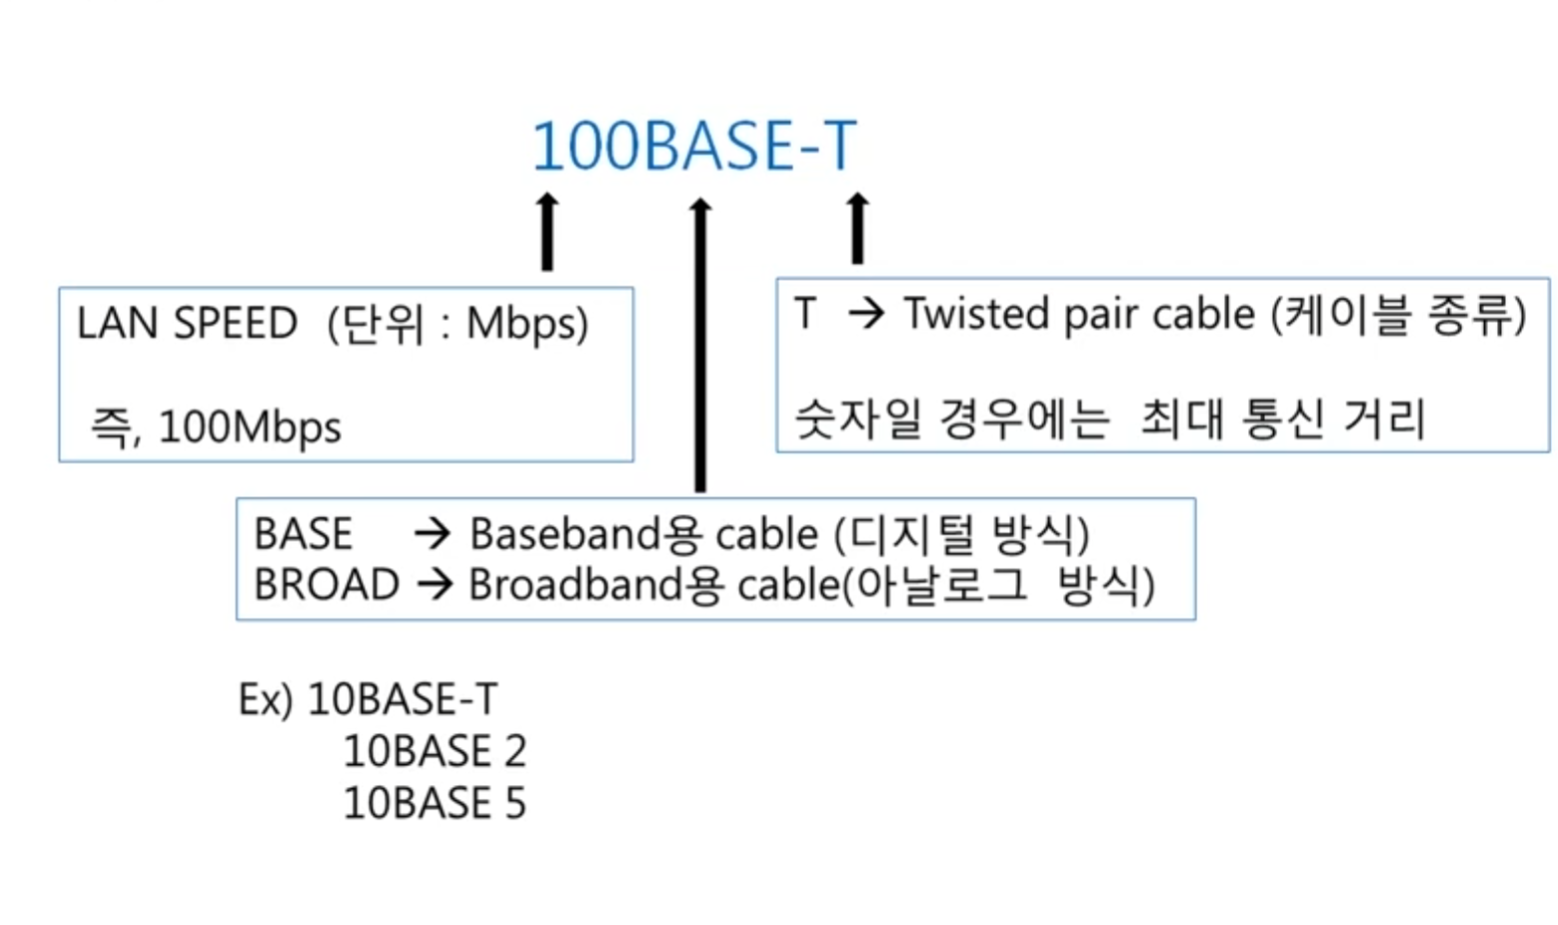 100BASE-T
LAN SPEED (단위 : Mbps)
즉, 100Mbps
T → Twisted pair cable (케이블 종류)
숫자일 경우에는 최대 통신 거리
BASE → Baseband용 cable (디지털 방식)
BROAD → Broadband용 cable(아날로그 방식)
Ex) 10BASE-T
10BASE 2
10BASE 5